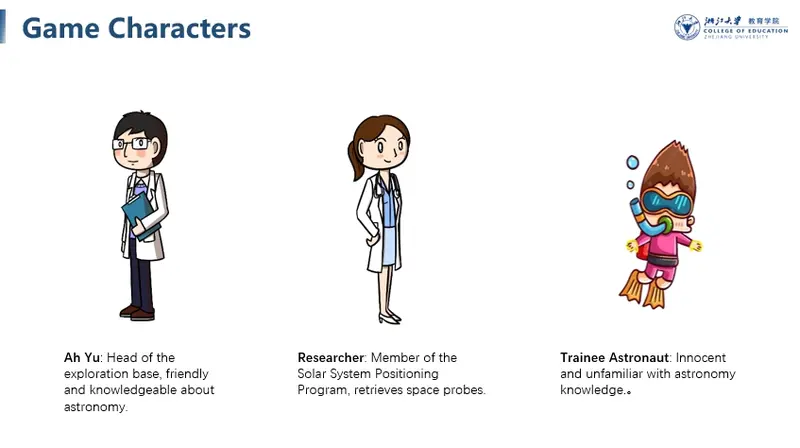 Game Characters
浙江大学 教育学院
COLLEGE OF EDUCATION
ZHEJIANG UNIVERSITY
Ah Yu: Head of the
exploration base, friendly
and knowledgeable about
astronomy.
Researcher: Member of the
Solar System Positioning
Program, retrieves space probes.
Trainee Astronaut: Innocent
and unfamiliar with astronomy
knowledge.。